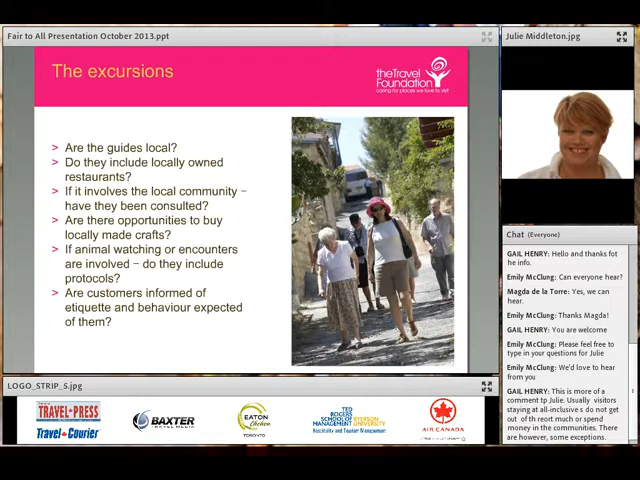 Fair to All Presentation October 2013.ppt
The excursions
theTravel
Foundation
caring for places we love to visit
> Are the guides local?
> Do they include locally owned
restaurants?
> If it involves the local community –
have they been consulted?
> Are there opportunities to buy
locally made crafts?
> If animal watching or encounters
are involved – do they include
protocols?
> Are customers informed of
etiquette and behaviour expected
of them?
Julie Middleton.jpg
Chat (Everyone)
GAIL HENRY: Hello and thanks fot
he info.
Emily McClung: Can everyone hear?
Magda de la Torre: Yes, we can
hear.
Emily McClung: Thanks Magda!
GAIL HENRY: You are welcome
Emily McClung: Please feel free to
type in your questions for Julie
Emily McClung: We'd love to hear
from you
GAIL HENRY: This is more of a
comment tp Julie. Usually visitors
staying at all-inclusive s do not get
out of th reort much or spend
money in the communities. There
are however, some exceptions.
LOGO_STRIP_5.jpg
TRAVEL PRESS
Travel Courier
BAXTER
TRAVEL MEDIA
EATON
Chelsea
TORONTO
TED
ROGERS
SCHOOL OF
MANAGEMENT
RYERSON
UNIVERSITY
Hospitality and Tourism Management
AIR CANADA